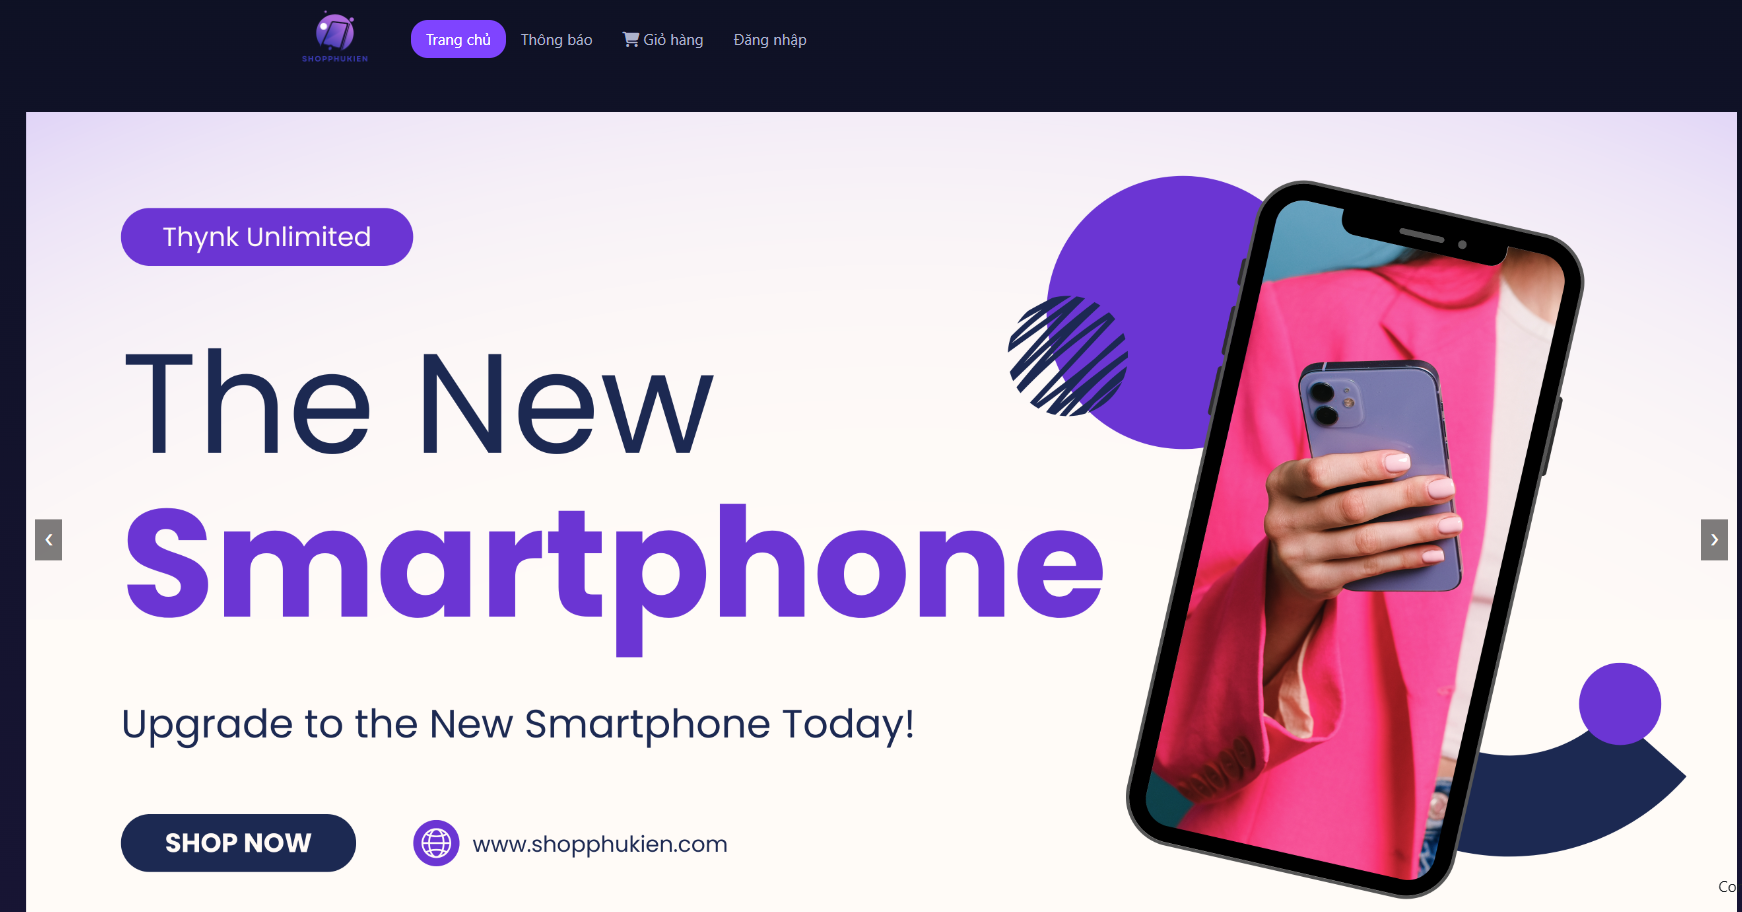 SHOPPHUKIEN
Trang chủ Thông báo Giỏ hàng Đăng nhập
Thynk Unlimited
The New
Smartphone
Upgrade to the New Smartphone Today!
SHOP NOW www.shopphukien.com
Co